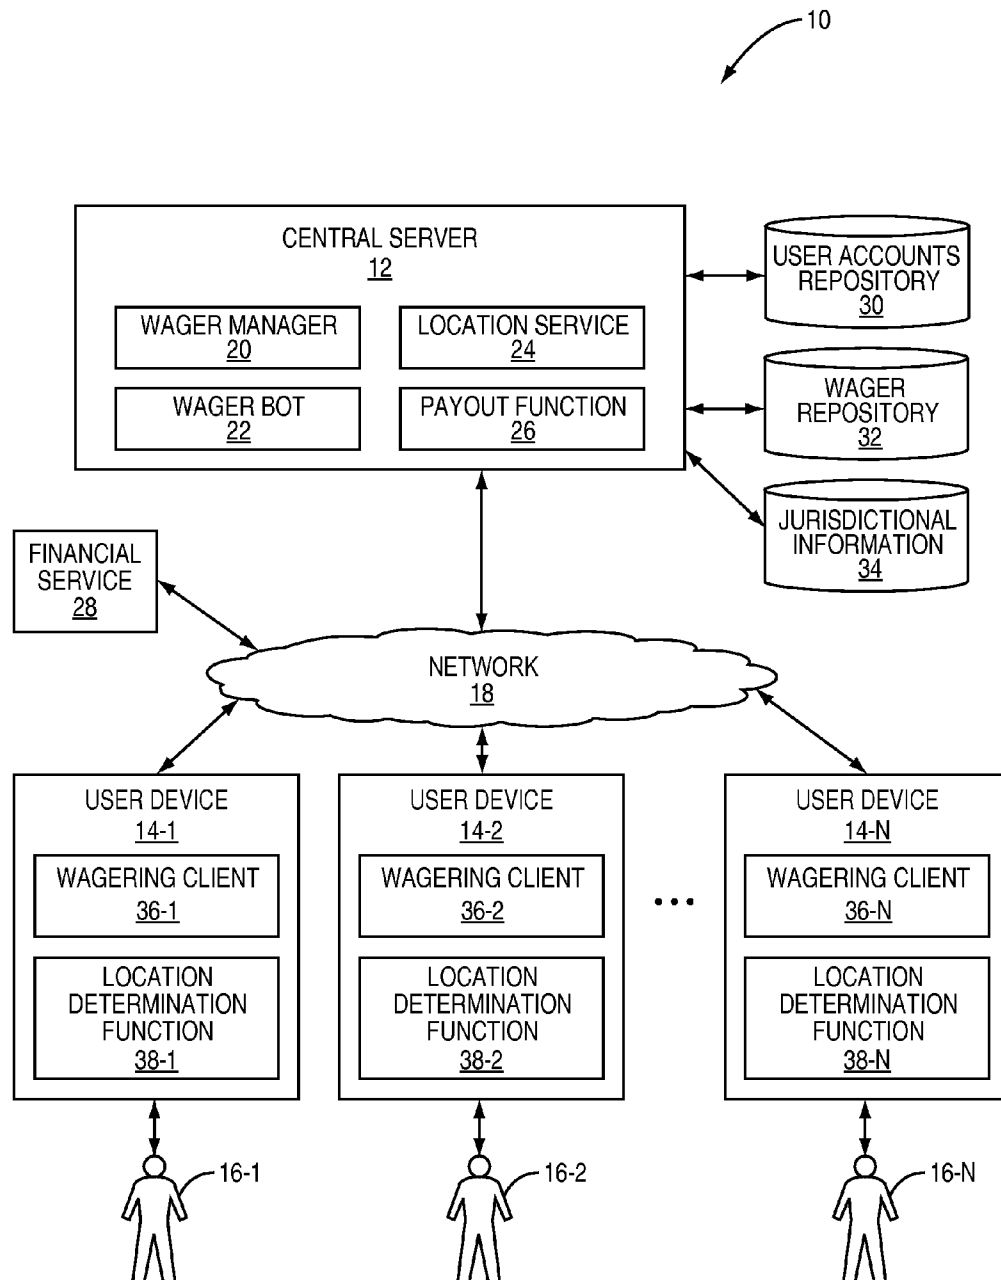 10
CENTRAL SERVER
12
WAGER MANAGER
20
LOCATION SERVICE
24
WAGER BOT
22
PAYOUT FUNCTION
26
USER ACCOUNTS
REPOSITORY
30
WAGER
REPOSITORY
32
JURISDICTIONAL
INFORMATION
34
FINANCIAL
SERVICE
28
NETWORK
18
USER DEVICE
14-1
WAGERING CLIENT
36-1
LOCATION
DETERMINATION
FUNCTION
38-1
USER DEVICE
14-2
WAGERING CLIENT
36-2
LOCATION
DETERMINATION
FUNCTION
38-2
USER DEVICE
14-N
WAGERING CLIENT
36-N
LOCATION
DETERMINATION
FUNCTION
38-N
16-1
16-2
16-N